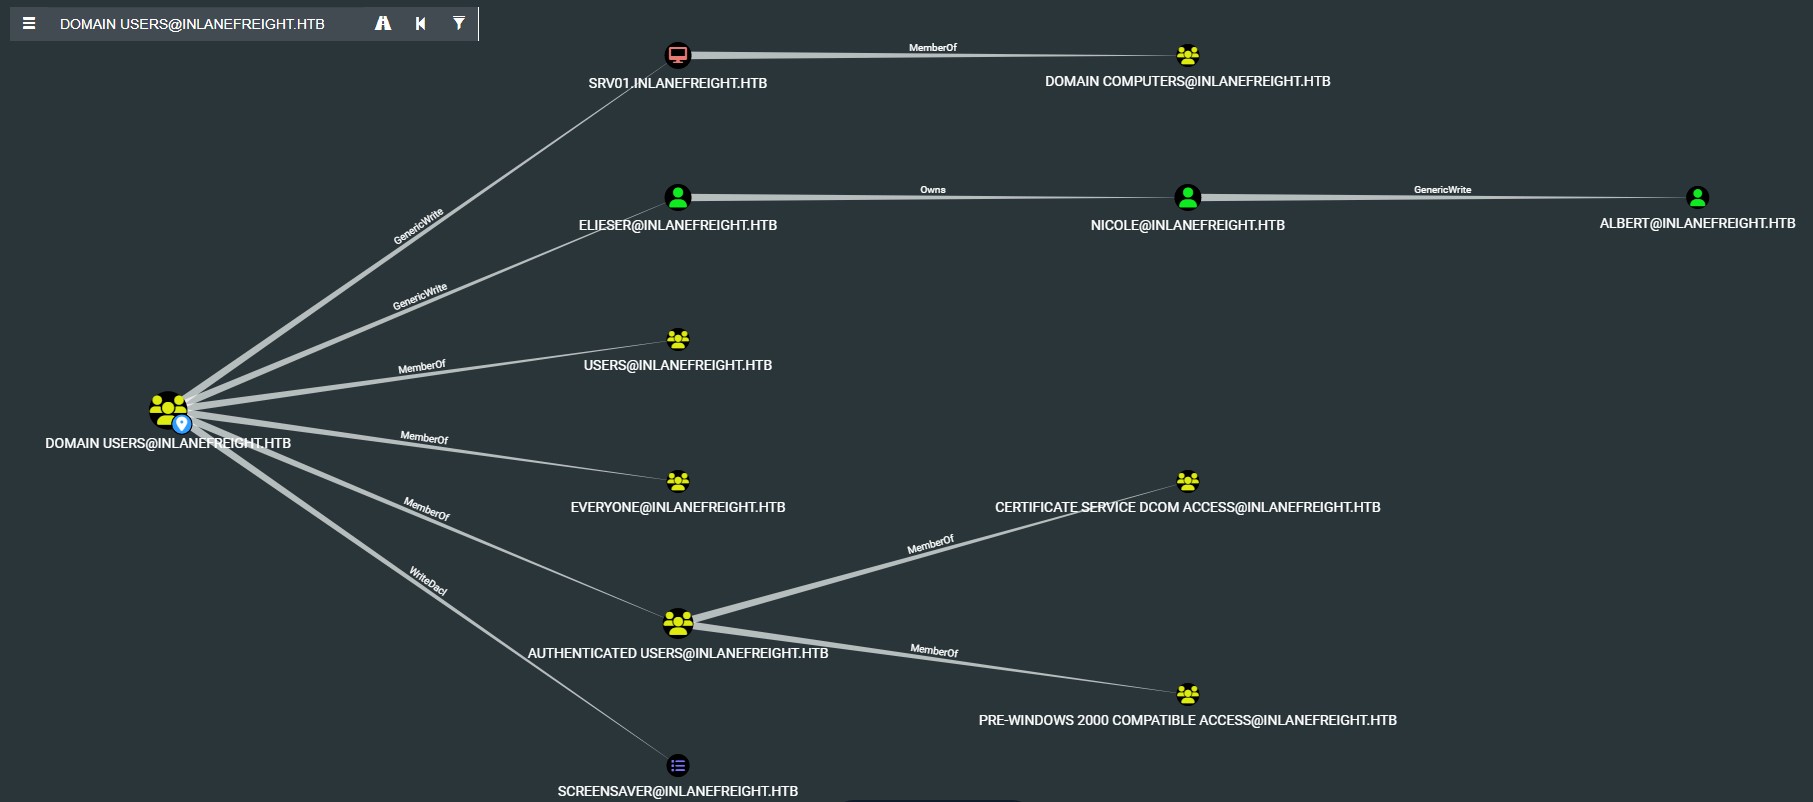 DOMAIN USERS@INLANEFREIGHT.HTB
MemberOf
SRV01.INLANEFREIGHT.HTB
DOMAIN COMPUTERS@INLANEFREIGHT.HTB
GenericWrite
Owns
GenericWrite
ELIESER@INLANEFREIGHT.HTB
NICOLE@INLANEFREIGHT.HTB
ALBERT@INLANEFREIGHT.HTB
GenericWrite
MemberOf
USERS@INLANEFREIGHT.HTB
DOMAIN USERS@INLANEFREIGHT.HTB
MemberOf
EVERYONE@INLANEFREIGHT.HTB
CERTIFICATE SERVICE DCOM ACCESS@INLANEFREIGHT.HTB
MemberOf
MemberOf
WriteDacl
AUTHENTICATED USERS@INLANEFREIGHT.HTB
MemberOf
PRE-WINDOWS 2000 COMPATIBLE ACCESS@INLANEFREIGHT.HTB
SCREENSAVER@INLANEFREIGHT.HTB